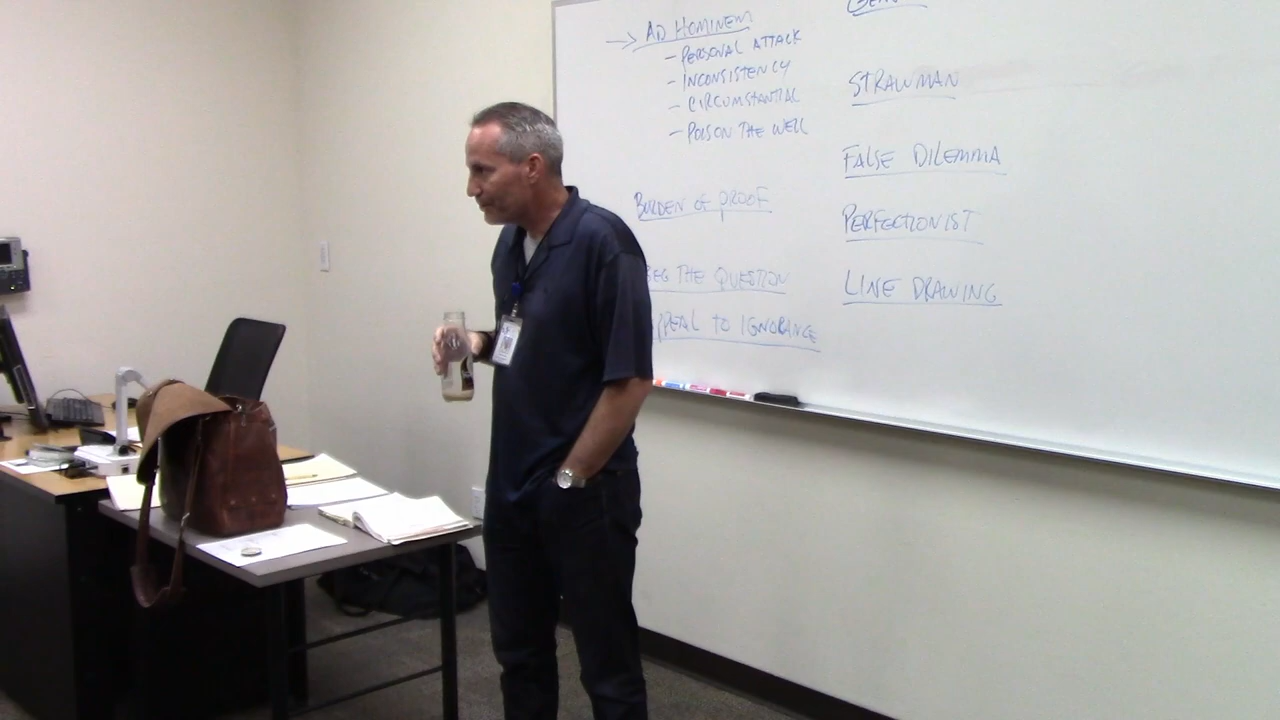 AD HOMINEM
- PERSONAL ATTACK
- INCONSISTENCY
- CIRCUMSTANTIAL
- POISON THE WELL
BURDEN OF PROOF
BEG THE QUESTION
APPEAL TO IGNORANCE
STRAWMAN
FALSE DILEMMA
PERFECTIONIST
LINE DRAWING